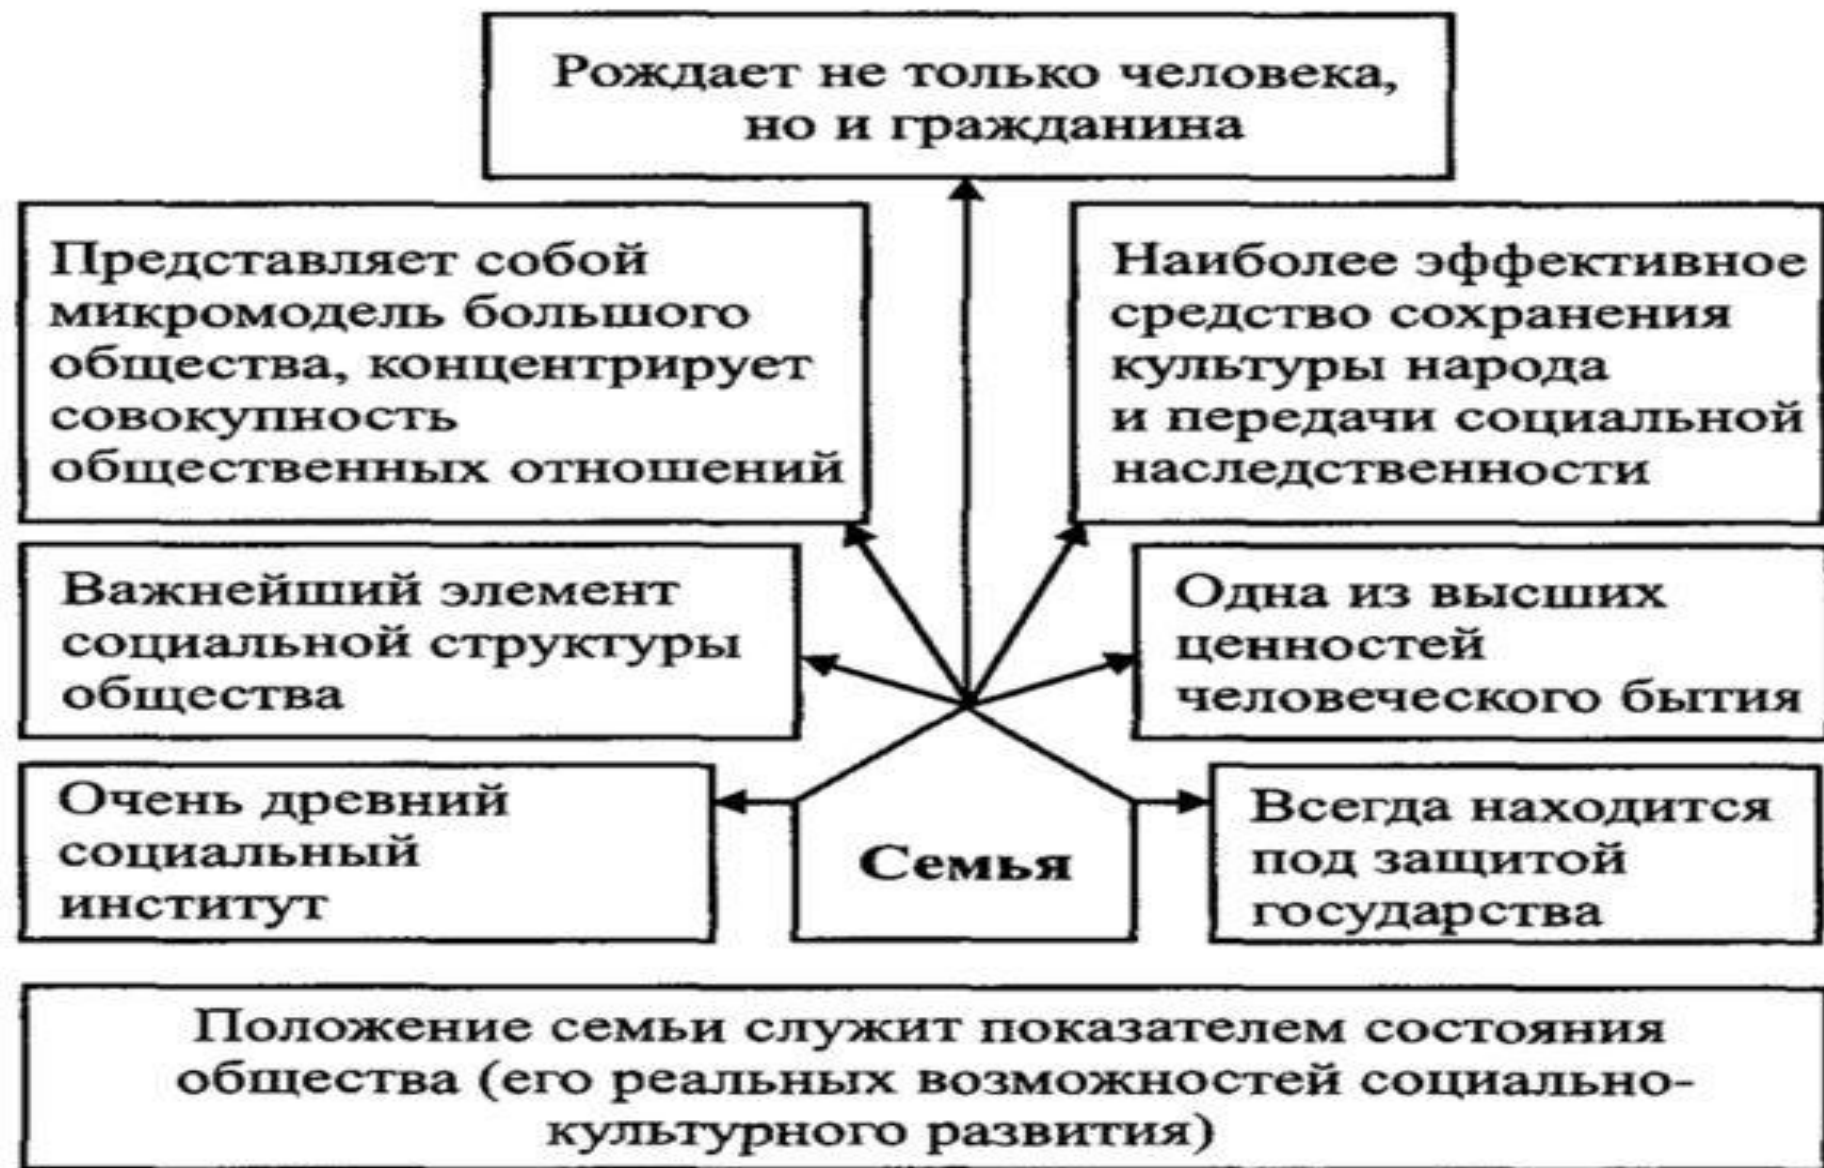 Рождает не только человека,
но и гражданина
Представляет собой
микромодель большого
общества, концентрирует
совокупность
общественных отношений
Наиболее эффективное
средство сохранения
культуры народа
и передачи социальной
наследственности
Важнейший элемент
социальной структуры
общества
Одна из высших
ценностей
человеческого бытия
Очень древний
социальный
институт
Семья
Всегда находится
под защитой
государства
Положение семьи служит показателем состояния
общества (его реальных возможностей социально-
культурного развития)